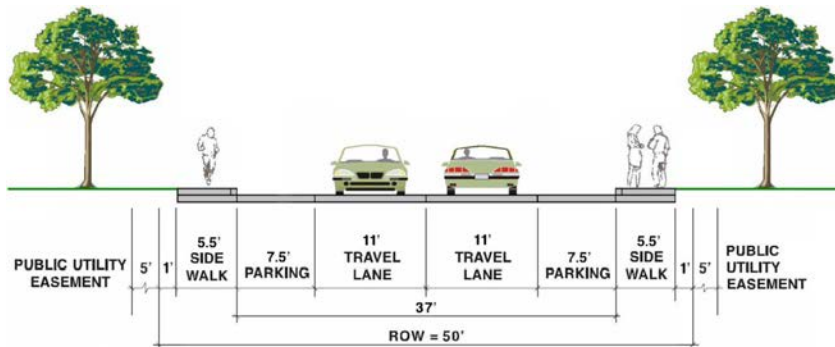 PUBLIC UTILITY
EASEMENT
5'
1'
5.5'
SIDE
WALK
7.5'
PARKING
11'
TRAVEL
LANE
11'
TRAVEL
LANE
7.5'
PARKING
5.5'
SIDE
WALK
1'
5'
PUBLIC
UTILITY
EASEMENT
37'
ROW = 50'